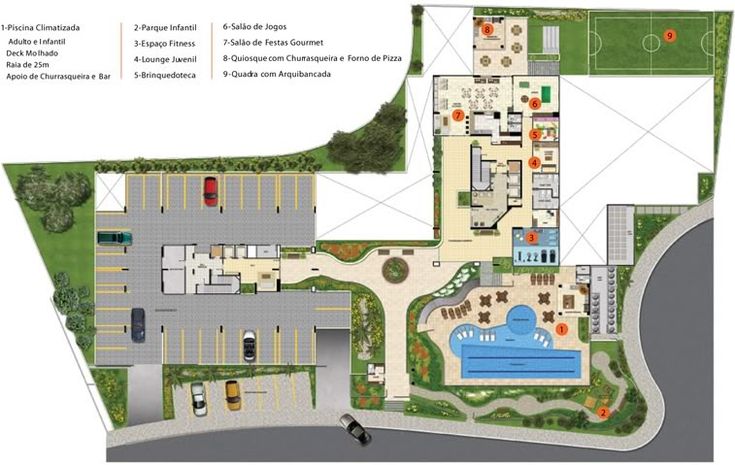 1-Piscina Climatizada
Adulto e Infantil
Deck Molhado
Raia de 25m
Apoio de Churrasqueira e Bar
2-Parque Infantil
3-Espaço Fitness
4-Lounge Juvenil
5-Brinquedoteca
6-Salão de Jogos
7-Salão de Festas Gourmet
8-Quiosque com Churrasqueira e Forno de Pizza
9-Quadra com Arquibancada
8
9
6
7
5
4
3
1
2